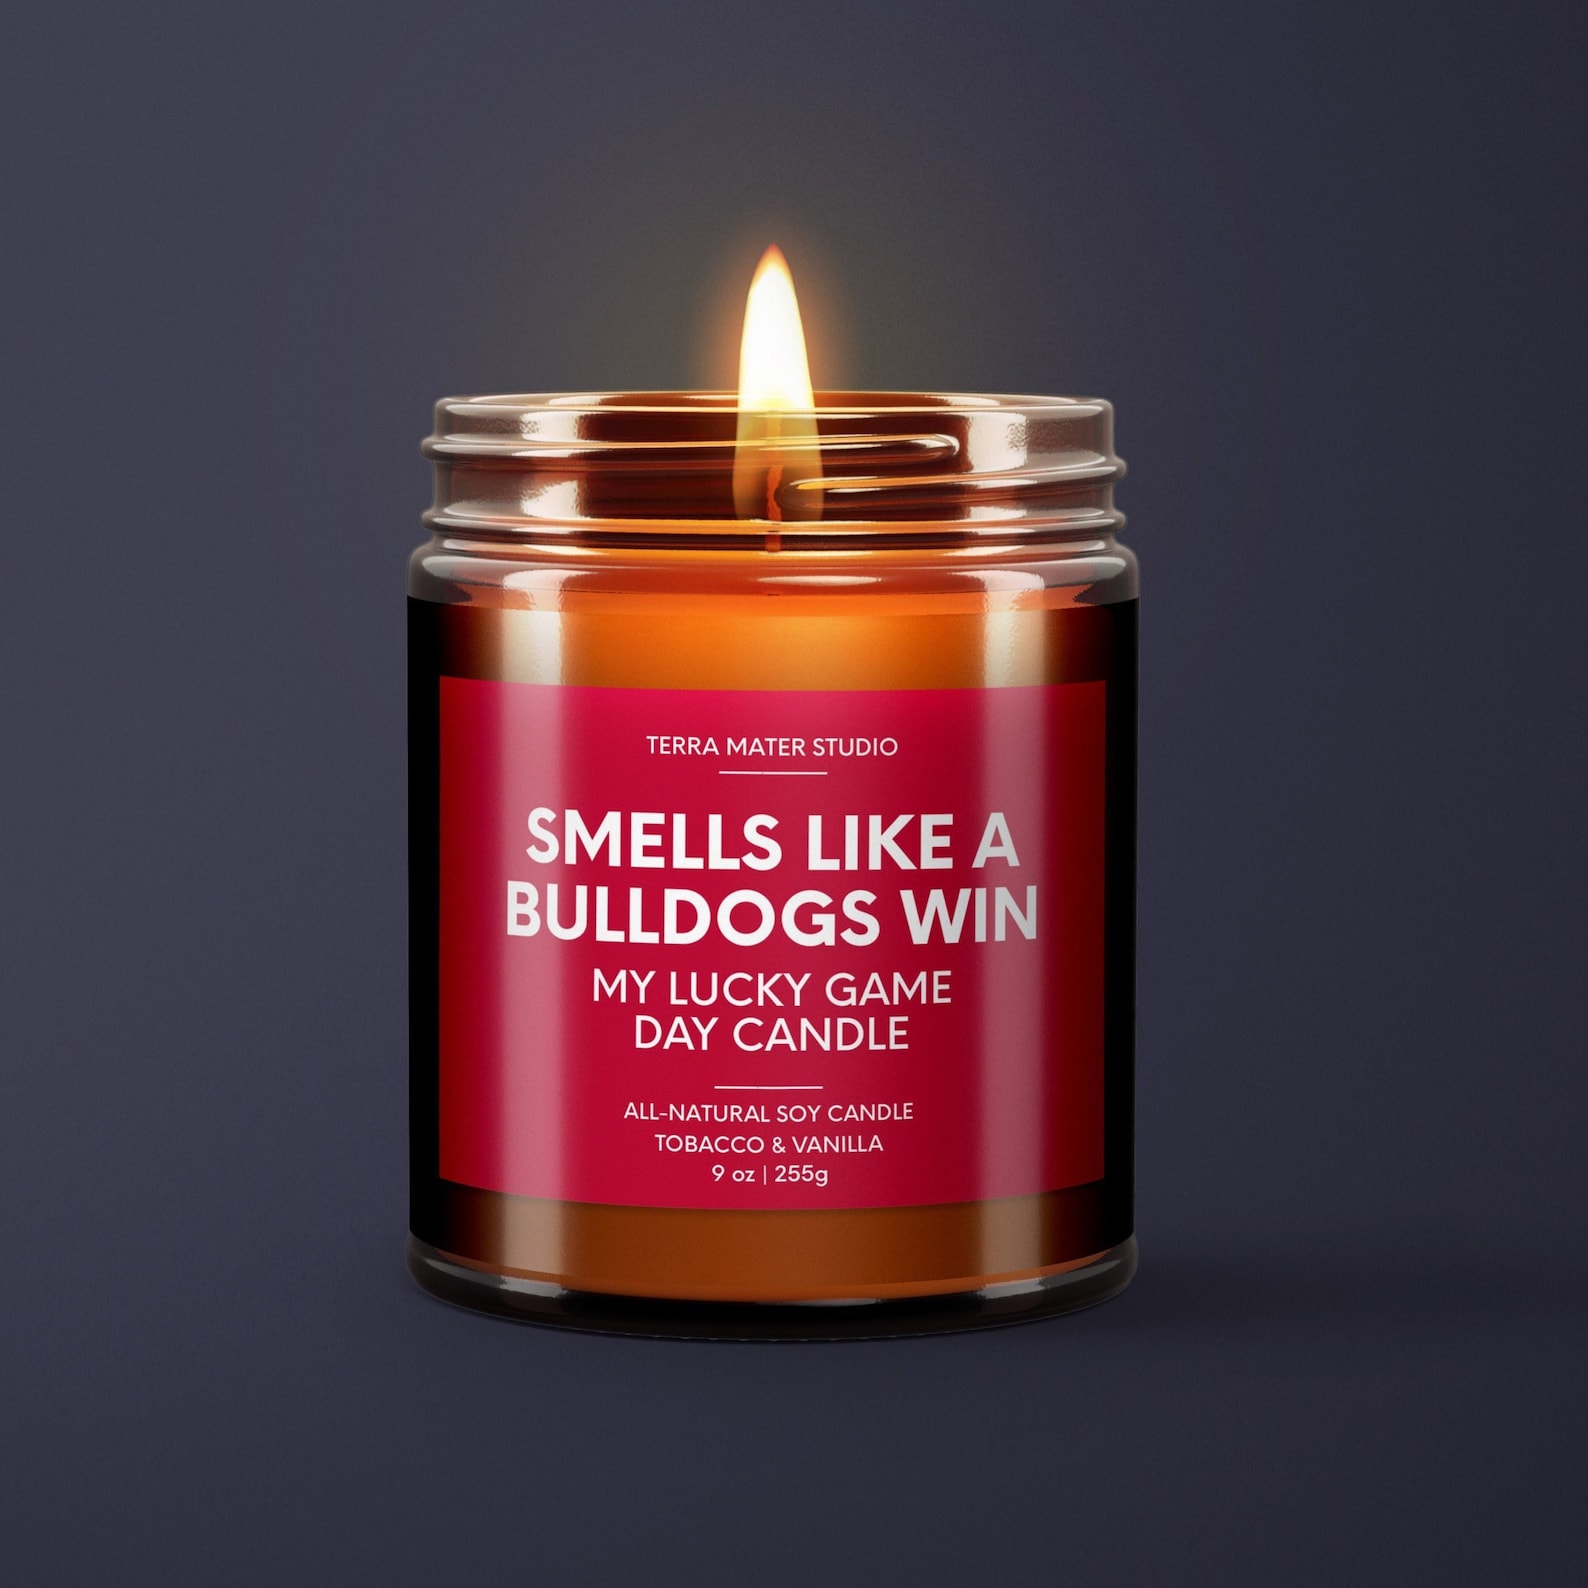 TERRA MATER STUDIO
SMELLS LIKE A
BULLDOGS WIN
MY LUCKY GAME
DAY CANDLE
ALL-NATURAL SOY CANDLE
TOBACCO & VANILLA
9 oz | 255g